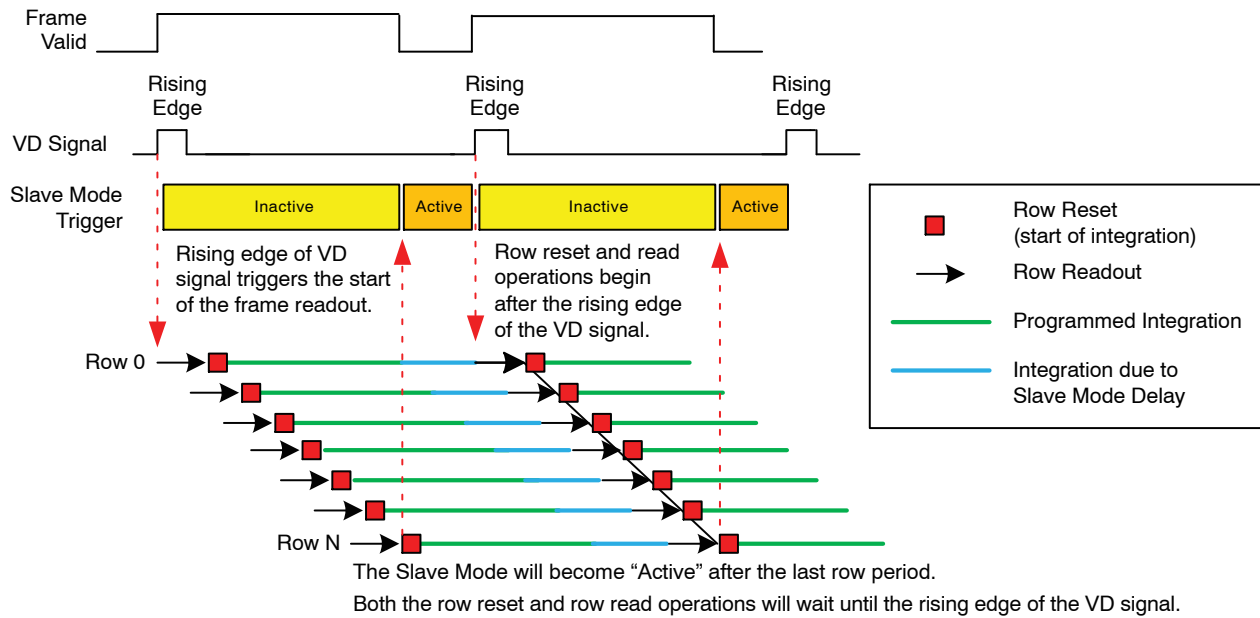 Frame
Valid
Rising
Edge
Rising
Edge
Rising
Edge
VD Signal
Slave Mode
Trigger
Inactive
Active
Inactive
Active
Rising edge of VD
signal triggers the start
of the frame readout.
Row reset and read
operations begin
after the rising edge
of the VD signal.
Row Reset
(start of integration)
Row Readout
Programmed Integration
Integration due to
Slave Mode Delay
Row 0
Row N
The Slave Mode will become “Active” after the last row period.
Both the row reset and row read operations will wait until the rising edge of the VD signal.